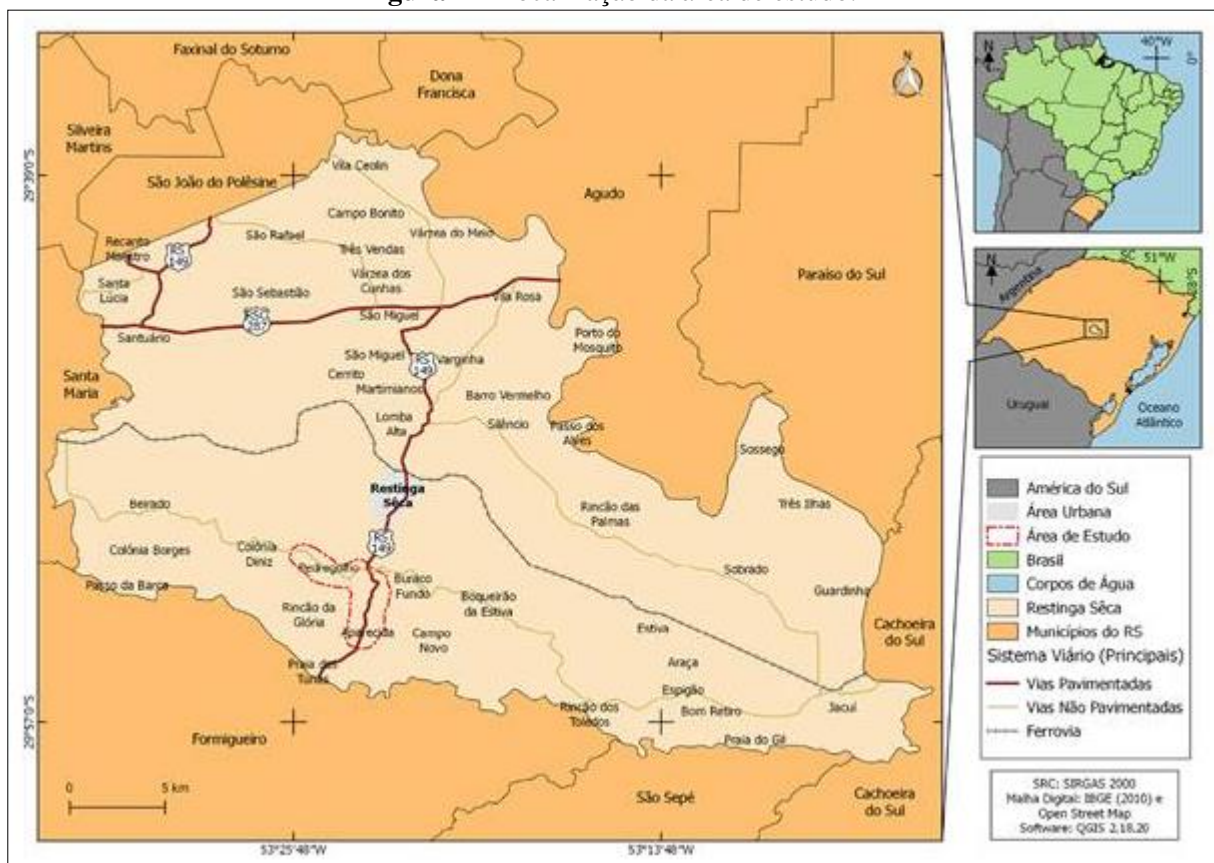 Faxinal do Soturno
Dona
Francisca
N
Silveira
Martins
São João do Polêsine
Agudo
Paraíso do Sul
Vila Ceolin
Campo Bonito
Várzea do Meio
São Rafael
Três Vendas
Recanto
RS
149
Santa
Lúcia
Várzea dos
Cunhas
São Sebastião
Vila Rosa
RSC
287
São Miguel
Santuário
Porto do
Mosquito
São Miguel
RS
149
Varginha
Cerrito
Martimianos
Santa
Maria
Barro Vermelho
Lomba
Alta
Silêncio
Passo dos
Sossego
Restinga
Sêca
Rincão das
Palmas
Três Ilhas
Beirado
RS
149
Colônia Borges
Colônia
Diniz
Pedregolho
Buraco
Fundo
Sobrado
Passo da Barca
Boqueirão
da Estiva
Guardinha
Rincão da
Glória
Aparecida
Campo
Novo
Estiva
Cachoeira
do Sul
Praia das
Tunas
Araçá
Espigão
Rincão dos
Toledos
Bom Retiro
Jacuí
Praia do Gil
Formigueiro
São Sepé
Cachoeira
do Sul
0
5 km
29°39'0"S
29°57'0"S
53°25'48"W
53°13'48"W
N
40°W
0°
N
SC
51°W
Argentina
Uruguai
Oceano
Atlântico
América do Sul
Área Urbana
Área de Estudo
Brasil
Corpos de Água
Restinga Sêca
Municípios do RS
Sistema Viário (Principais)
Vias Pavimentadas
Vias Não Pavimentadas
Ferrovia
SRC: SIRGAS 2000
Malha Digital: IBGE (2010) e
Open Street Map
Software: QGIS 2.18.20